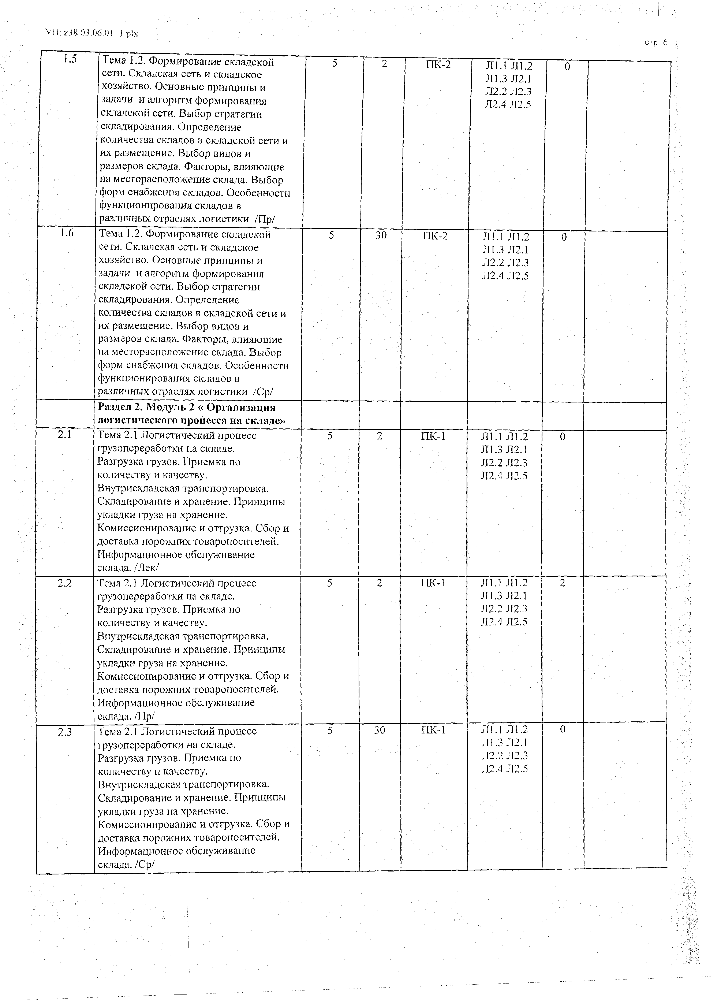 УП: z38.03.06.01_1.plx
стр. 6
1.5 Тема 1.2. Формирование складской 5 2 ПК-2 Л1.1 Л1.2 0
сети. Складская сеть и складское Л1.3 Л2.1
хозяйство. Основные принципы и Л2.2 Л2.3
задачи и алгоритм формирования Л2.4 Л2.5
складской сети. Выбор стратегии
складирования. Определение
количества складов в складской сети и
их размещение. Выбор видов и
размеров склада. Факторы, влияющие
на месторасположение склада. Выбор
форм снабжения складов. Особенности
функционирования складов в
различных отраслях логистики /Пр/
1.6 Тема 1.2. Формирование складской 5 30 ПК-2 Л1.1 Л1.2 0
сети. Складская сеть и складское Л1.3 Л2.1
хозяйство. Основные принципы и Л2.2 Л2.3
задачи и алгоритм формирования Л2.4 Л2.5
складской сети. Выбор стратегии
складирования. Определение
количества складов в складской сети и
их размещение. Выбор видов и
размеров склада. Факторы, влияющие
на месторасположение склада. Выбор
форм снабжения складов. Особенности
функционирования складов в
различных отраслях логистики /Ср/
Раздел 2. Модуль 2 « Организация
логистического процесса на складе»
2.1 Тема 2.1 Логистический процесс 5 2 ПК-1 Л1.1 Л1.2 0
грузопереработки на складе. Л1.3 Л2.1
Разгрузка грузов. Приемка по Л2.2 Л2.3
количеству и качеству. Л2.4 Л2.5
Внутрискладская транспортировка.
Складирование и хранение. Принципы
укладки груза на хранение.
Комиссионирование и отгрузка. Сбор и
доставка порожних товароносителей.
Информационное обслуживание
склада. /Лек/
2.2 Тема 2.1 Логистический процесс 5 2 ПК-1 Л1.1 Л1.2 2
грузопереработки на складе. Л1.3 Л2.1
Разгрузка грузов. Приемка по Л2.2 Л2.3
количеству и качеству. Л2.4 Л2.5
Внутрискладская транспортировка.
Складирование и хранение. Принципы
укладки груза на хранение.
Комиссионирование и отгрузка. Сбор и
доставка порожних товароносителей.
Информационное обслуживание
склада. /Пр/
2.3 Тема 2.1 Логистический процесс 5 30 ПК-1 Л1.1 Л1.2 0
грузопереработки на складе. Л1.3 Л2.1
Разгрузка грузов. Приемка по Л2.2 Л2.3
количеству и качеству. Л2.4 Л2.5
Внутрискладская транспортировка.
Складирование и хранение. Принципы
укладки груза на хранение.
Комиссионирование и отгрузка. Сбор и
доставка порожних товароносителей.
Информационное обслуживание
склада. /Ср/